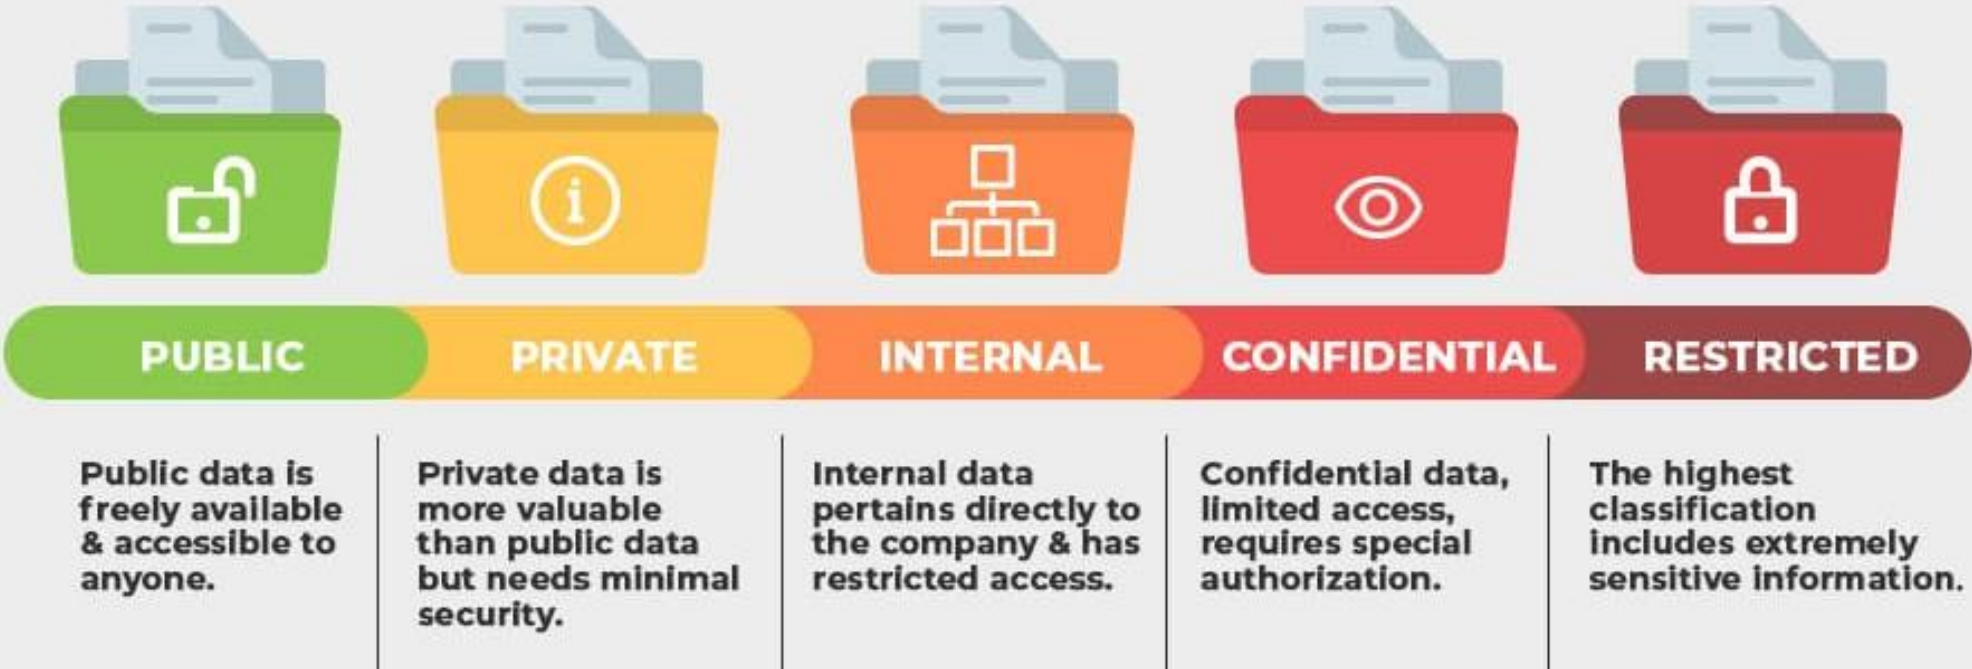 PUBLIC
PRIVATE
INTERNAL
CONFIDENTIAL
RESTRICTED
Public data is
freely available
& accessible to
anyone.
Private data is
more valuable
than public data
but needs minimal
security.
Internal data
pertains directly to
the company & has
restricted access.
Confidential data,
limited access,
requires special
authorization.
The highest
classification
includes extremely
sensitive information.